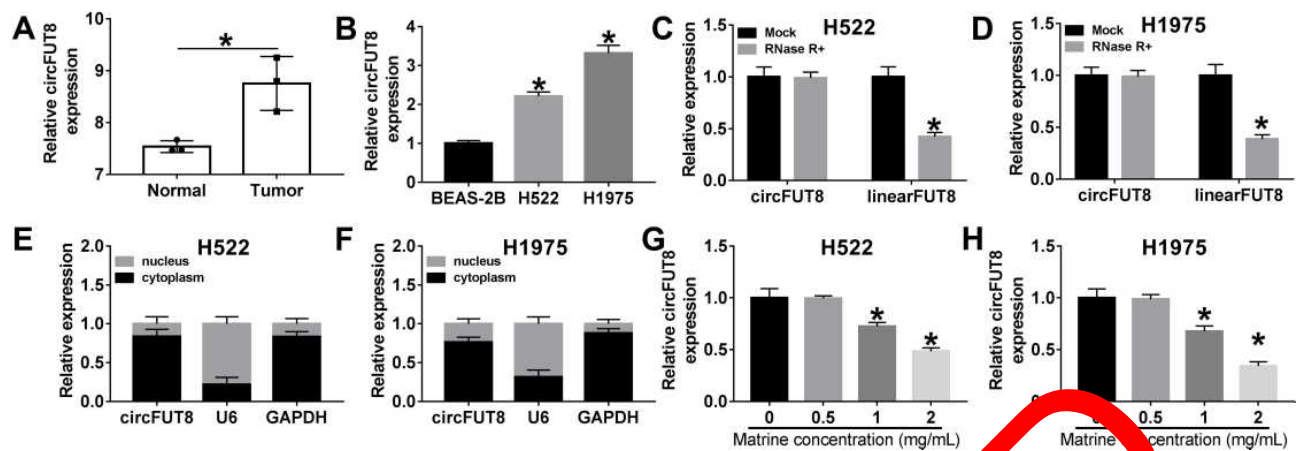 A
Relative circFUT8
expression
9
8
7
*
Normal
Tumor
B
Relative circFUT8
expression
4
3
2
1
0
*
*
BEAS-2B
H522
H1975
C
H522
Relative expression
1.5
1.0
0.5
0.0
Mock
RNase R+
*
circFUT8
linearFUT8
D
H1975
Relative expression
1.5
1.0
0.5
0.0
Mock
RNase R+
*
circFUT8
linearFUT8
E
H522
Relative expression
2.0
1.5
1.0
0.5
0.0
nucleus
cytoplasm
circFUT8
U6
GAPDH
F
H1975
Relative expression
2.0
1.5
1.0
0.5
0.0
nucleus
cytoplasm
circFUT8
U6
GAPDH
G
H522
Relative circFUT8
expression
1.5
1.0
0.5
0.0
*
*
0
0.5
1
2
Matrine concentration (mg/mL)
H
H1975
Relative circFUT8
expression
1.5
1.0
0.5
0.0
*
*
0.5
1
2
Matrine (mg/mL)